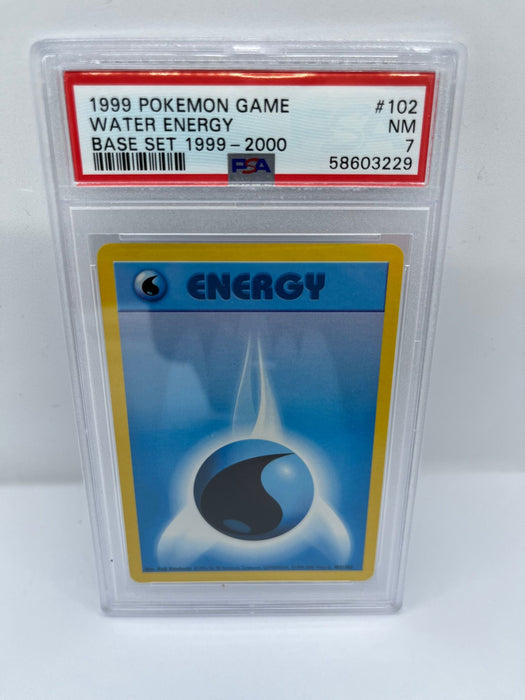 1999 POKEMON GAME #102
WATER ENERGY NM
BASE SET 1999-2000 7
PSA 58603229
ENERGY